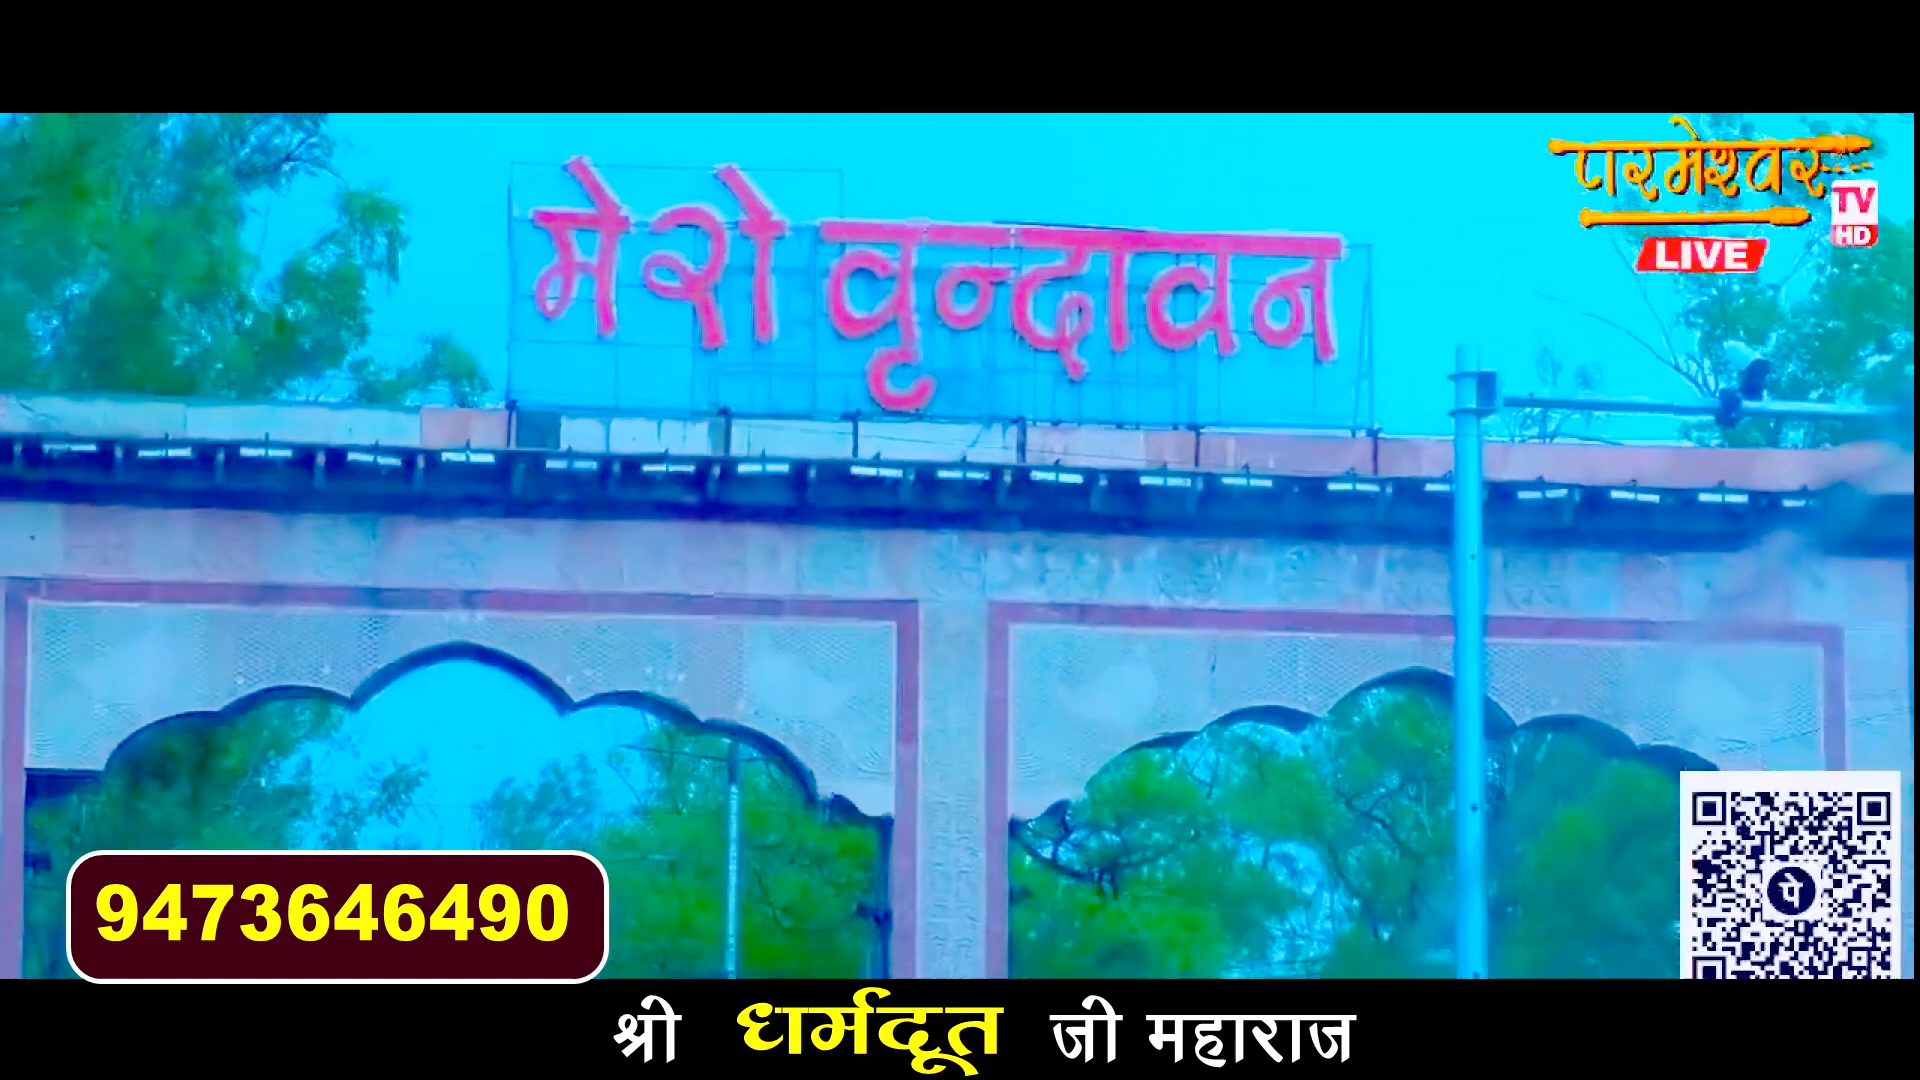 मेरो वृन्दावन
परमेश्वर
TV
HD
LIVE
पे
9473646490
श्री धर्मदूत जी महाराज